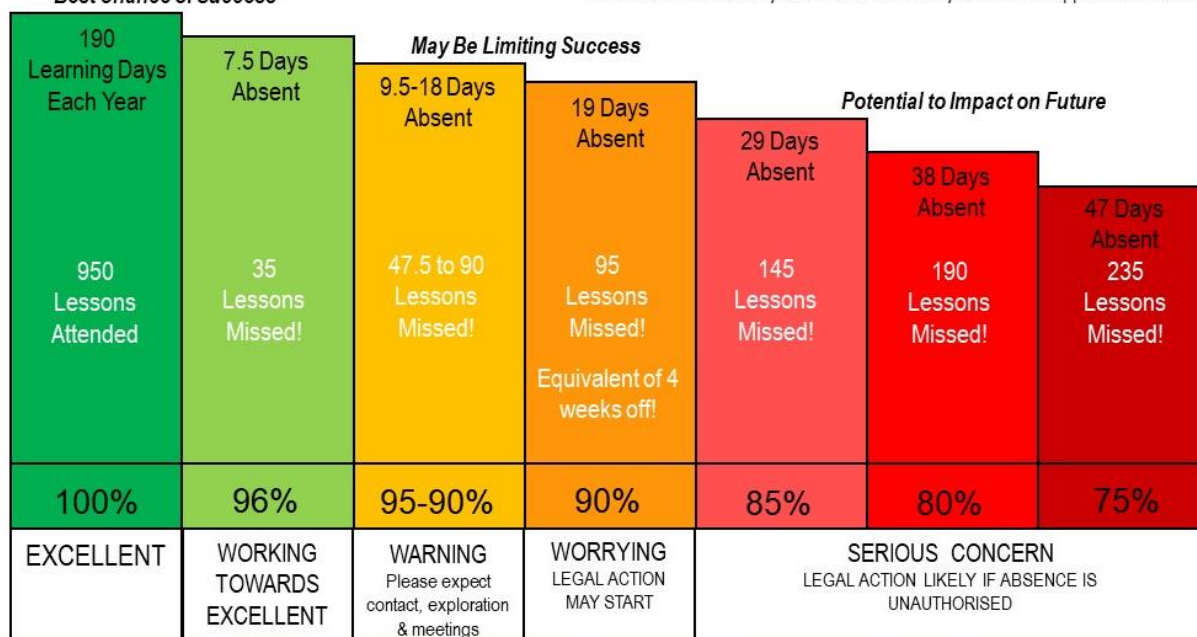 May Be Limiting Success
Potential to Impact on Future
190
Learning Days
Each Year
950
Lessons
Attended
100%
EXCELLENT
7.5 Days
Absent
35
Lessons
Missed!
96%
WORKING
TOWARDS
EXCELLENT
9.5-18 Days
Absent
47.5 to 90
Lessons
Missed!
95-90%
WARNING
Please expect
contact, exploration
& meetings
19 Days
Absent
95
Lessons
Missed!
Equivalent of 4
weeks off!
90%
WORRYING
LEGAL ACTION
MAY START
29 Days
Absent
145
Lessons
Missed!
85%
38 Days
Absent
190
Lessons
Missed!
80%
47 Days
Absent
235
Lessons
Missed!
75%
SERIOUS CONCERN
LEGAL ACTION LIKELY IF ABSENCE IS
UNAUTHORISED